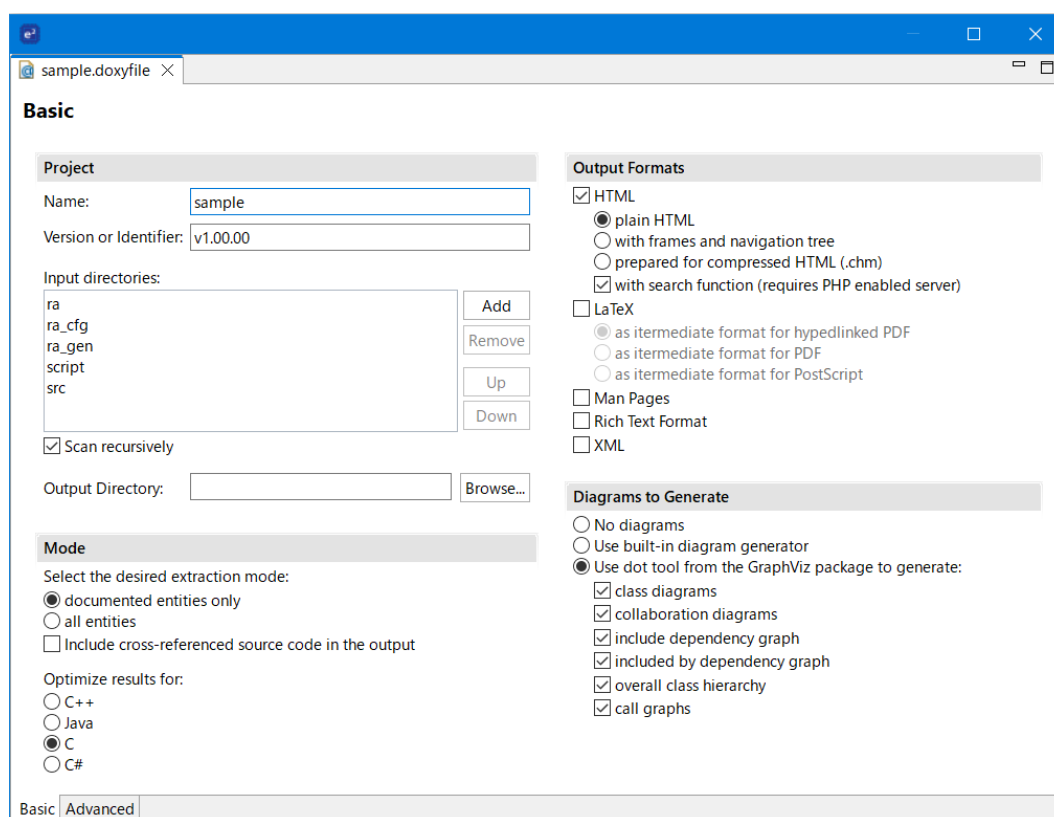 e²
sample.doxyfile
Basic
Project
Name:
sample
Version or Identifier:
v1.00.00
Input directories:
ra
ra_cfg
ra_gen
script
src
Add
Remove
Up
Down
Scan recursively
Output Directory:
Browse...
Mode
Select the desired extraction mode:
documented entities only
all entities
Include cross-referenced source code in the output
Optimize results for:
C++
Java
C
C#
Output Formats
HTML
plain HTML
with frames and navigation tree
prepared for compressed HTML (.chm)
with search function (requires PHP enabled server)
LaTeX
as itermediate format for hypedlinked PDF
as itermediate format for PDF
as itermediate format for PostScript
Man Pages
Rich Text Format
XML
Diagrams to Generate
No diagrams
Use built-in diagram generator
Use dot tool from the GraphViz package to generate:
class diagrams
collaboration diagrams
include dependency graph
included by dependency graph
overall class hierarchy
call graphs
Basic
Advanced